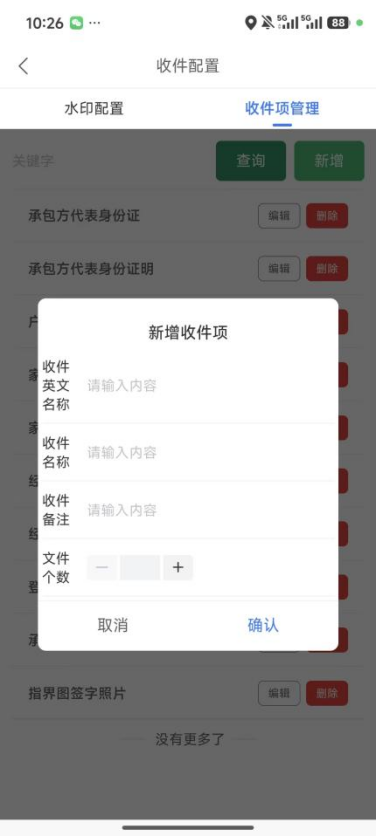 10:26 ... 5G 5G 88
收件配置
水印配置 收件项管理
关键字 查询 新增
承包方代表身份证 编辑 删除
承包方代表身份证明 编辑 删除
新增收件项
收件
英文
名称
请输入内容
收件
名称
请输入内容
收件
备注
请输入内容
文件
个数
— +
取消 确认
指界图签字照片 编辑 删除
没有更多了